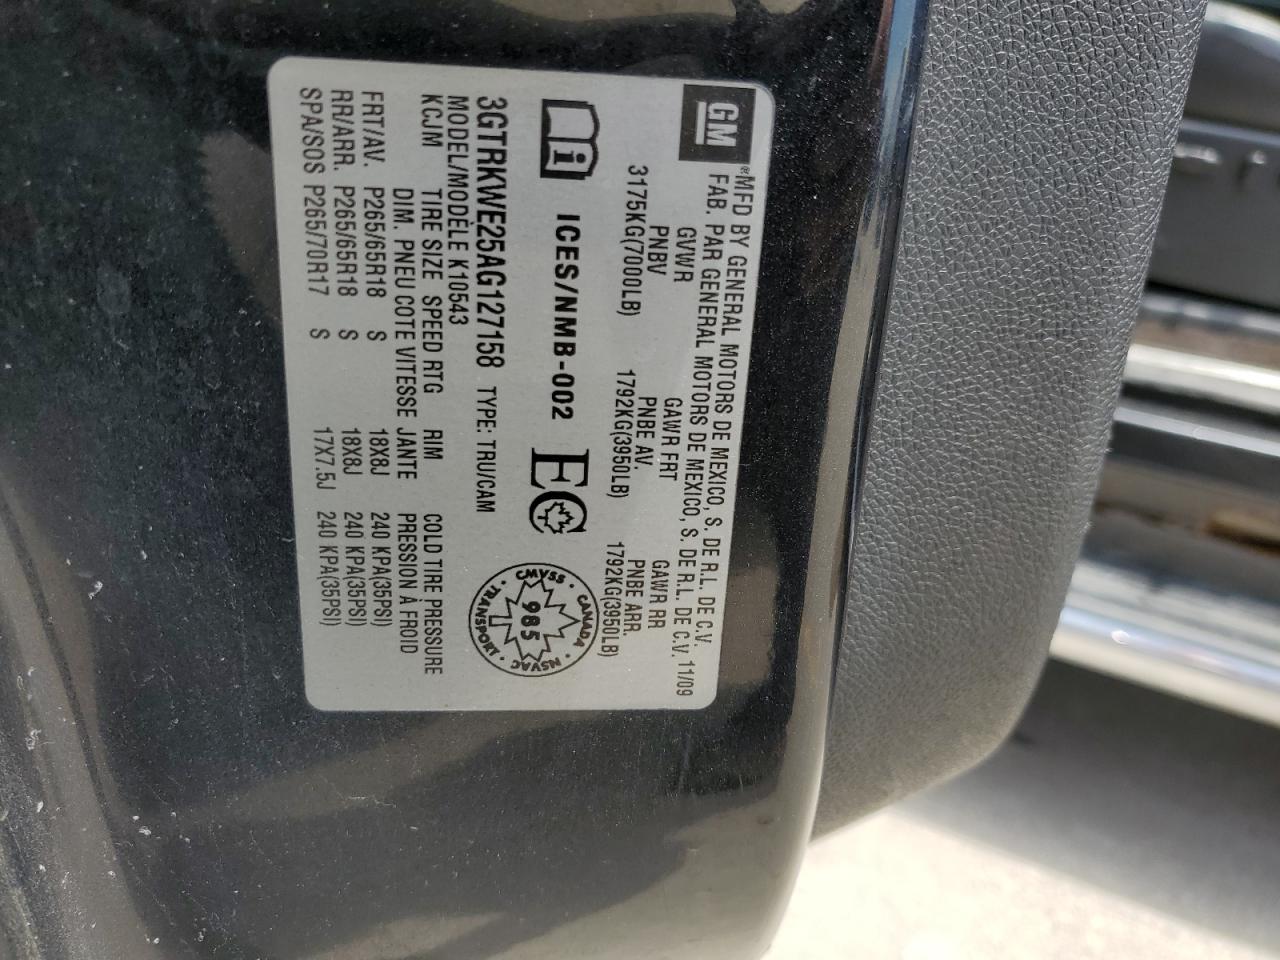 GM ® MFD BY GENERAL MOTORS DE MEXICO, S. DE R.L. DE C.V.
FAB. PAR GENERAL MOTORS DE MEXICO, S. DE R.L. DE C.V. 11/09
GVWR GAWR FRT GAWR RR
PNBV PNBE AV. PNBE ARR.
3175KG(7000LB) 1792KG(3950LB) 1792KG(3950LB)
i ICES/NMB-002 EC
CMVSS · CANADA · NSVAC · TRANSPORT ·
985
3GTRKWE25AG127158 TYPE: TRU/CAM
MODEL/MODÈLE K10543
KCJM TIRE SIZE SPEED RTG RIM COLD TIRE PRESSURE
DIM. PNEU COTE VITESSE JANTE PRESSION À FROID
FRT/AV. P265/65R18 S 18X8J 240 KPA(35PSI)
RR/ARR. P265/65R18 S 18X8J 240 KPA(35PSI)
SPA/SOS P265/70R17 S 17X7.5J 240 KPA(35PSI)